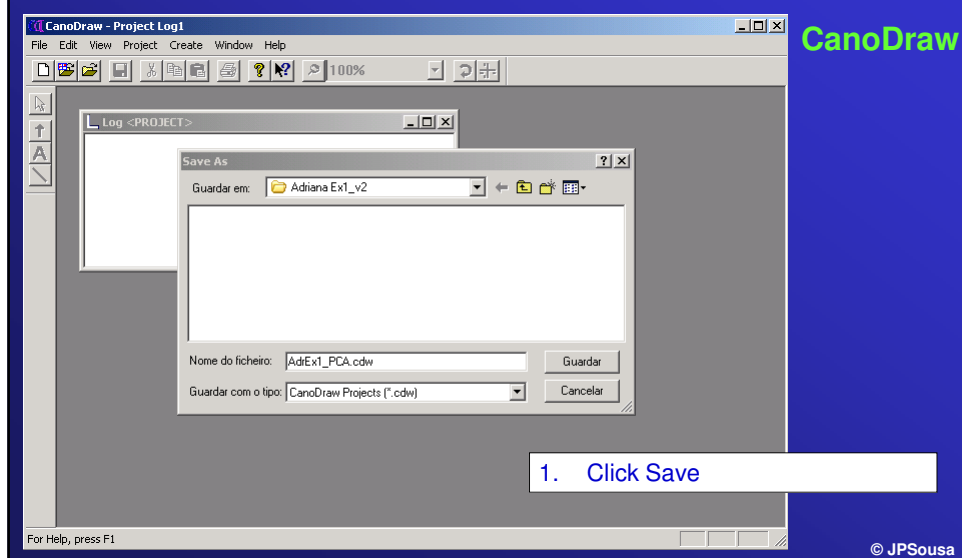 CanoDraw - Project Log1
CanoDraw
File Edit View Project Create Window Help
100%
Log <PROJECT>
Save As
Guardar em: Adriana Ex1_v2
Nome do ficheiro: AdrEx1_PCA.cdw Guardar
Guardar com o tipo: CanoDraw Projects (*.cdw) Cancelar
1. Click Save
For Help, press F1
© JPSousa